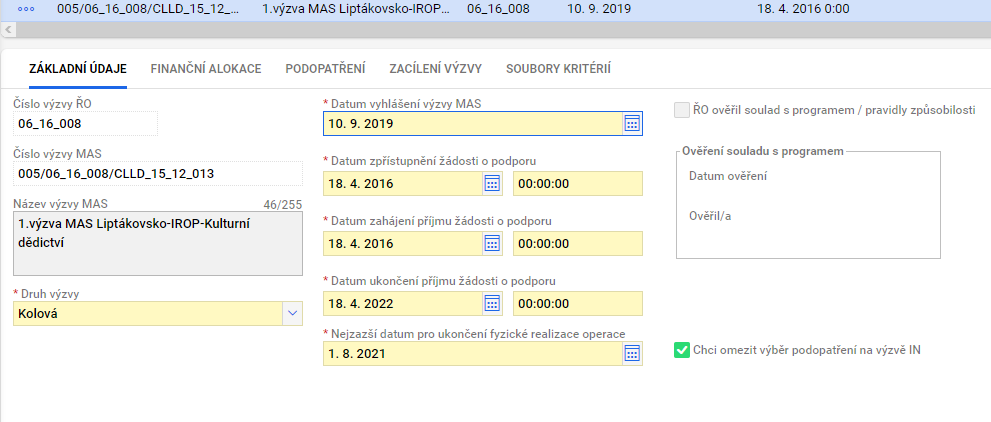 005/06_16_008/CLLD_15_12_... 1.výzva MAS Liptákovsko-IROP... 06_16_008 10. 9. 2019 18. 4. 2016 0:00
ZÁKLADNÍ ÚDAJE FINANČNÍ ALOKACE PODOPATŘENÍ ZACÍLENÍ VÝZVY SOUBORY KRITÉRIÍ
Číslo výzvy ŘO
06_16_008
Číslo výzvy MAS
005/06_16_008/CLLD_15_12_013
Název výzvy MAS 46/255
1.výzva MAS Liptákovsko-IROP-Kulturní
dědictví
* Druh výzvy
Kolová
* Datum vyhlášení výzvy MAS
10. 9. 2019
* Datum zpřístupnění žádosti o podporu
18. 4. 2016 00:00:00
* Datum zahájení příjmu žádosti o podporu
18. 4. 2016 00:00:00
* Datum ukončení příjmu žádosti o podporu
18. 4. 2022 00:00:00
* Nejzazší datum pro ukončení fyzické realizace operace
1. 8. 2021
ŘO ověřil soulad s programem / pravidly způsobilosti
Ověření souladu s programem
Datum ověření
Ověřil/a
Chci omezit výběr podopatření na výzvě IN